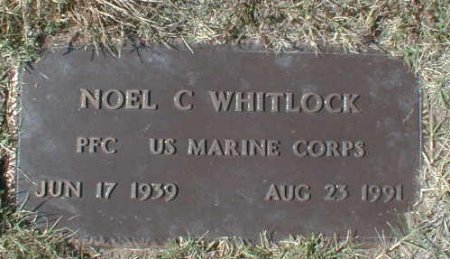 NOEL C WHITLOCK
PFC US MARINE CORPS
JUN 17 1939 AUG 23 1991